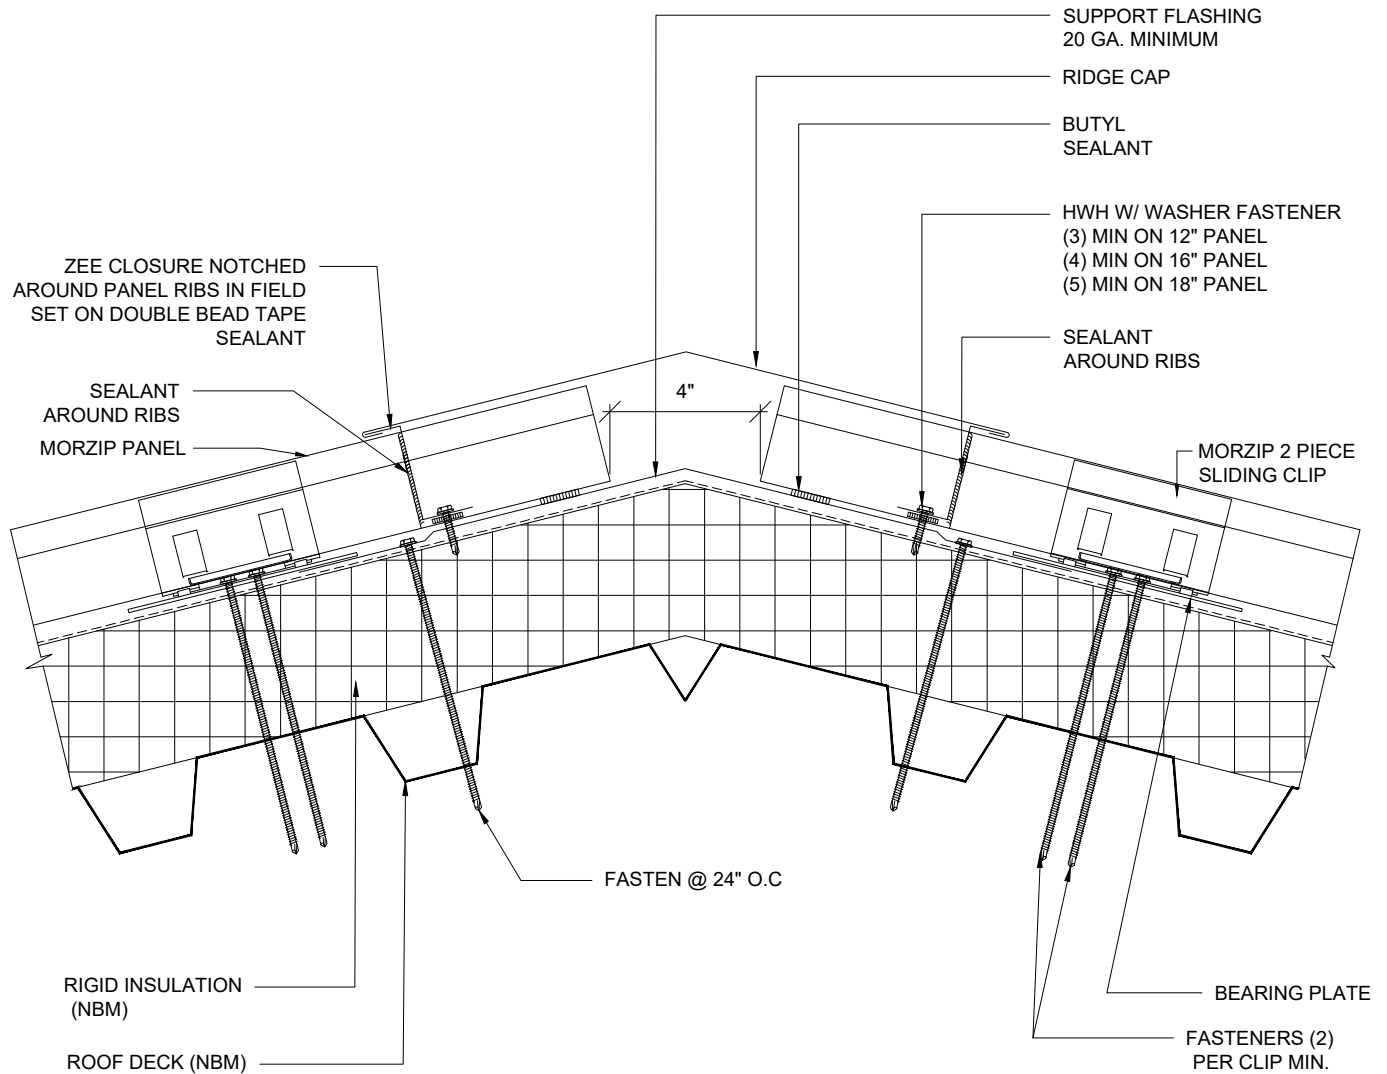 SUPPORT FLASHING
20 GA. MINIMUM
RIDGE CAP
BUTYL
SEALANT
HWH W/ WASHER FASTENER
(3) MIN ON 12" PANEL
(4) MIN ON 16" PANEL
(5) MIN ON 18" PANEL
ZEE CLOSURE NOTCHED
AROUND PANEL RIBS IN FIELD
SET ON DOUBLE BEAD TAPE
SEALANT
SEALANT
AROUND RIBS
SEALANT
AROUND RIBS
MORZIP PANEL
4"
MORZIP 2 PIECE
SLIDING CLIP
FASTEN @ 24" O.C
RIGID INSULATION
(NBM)
ROOF DECK (NBM)
BEARING PLATE
FASTENERS (2)
PER CLIP MIN.